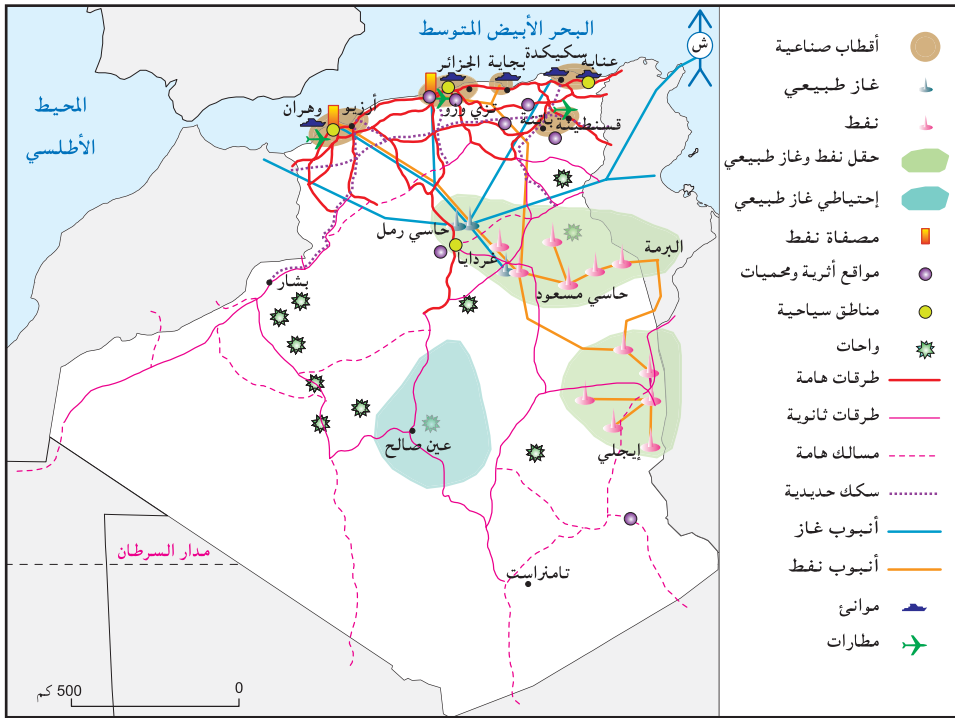 البحر الأبيض المتوسط
المحيط
الأطلسي
ش
عنابة
سكيكدة
بجاية
الجزائر
تزي وزو
أرزيو
وهران
باتنة
قسنطينة
حاسي رمل
غرداية
البرمة
حاسي مسعود
بشار
عين صالح
إيجلي
تامنراست
مدار السرطان
500 كم
0
أقطاب صناعية
غاز طبيعي
نفط
حقل نفط وغاز طبيعي
إحتياطي غاز طبيعي
مصفاة نفط
مواقع أثرية ومحميات
مناطق سياحية
واحات
طرقات هامة
طرقات ثانوية
مسالك هامة
سكك حديدية
أنبوب غاز
أنبوب نفط
موانئ
مطارات